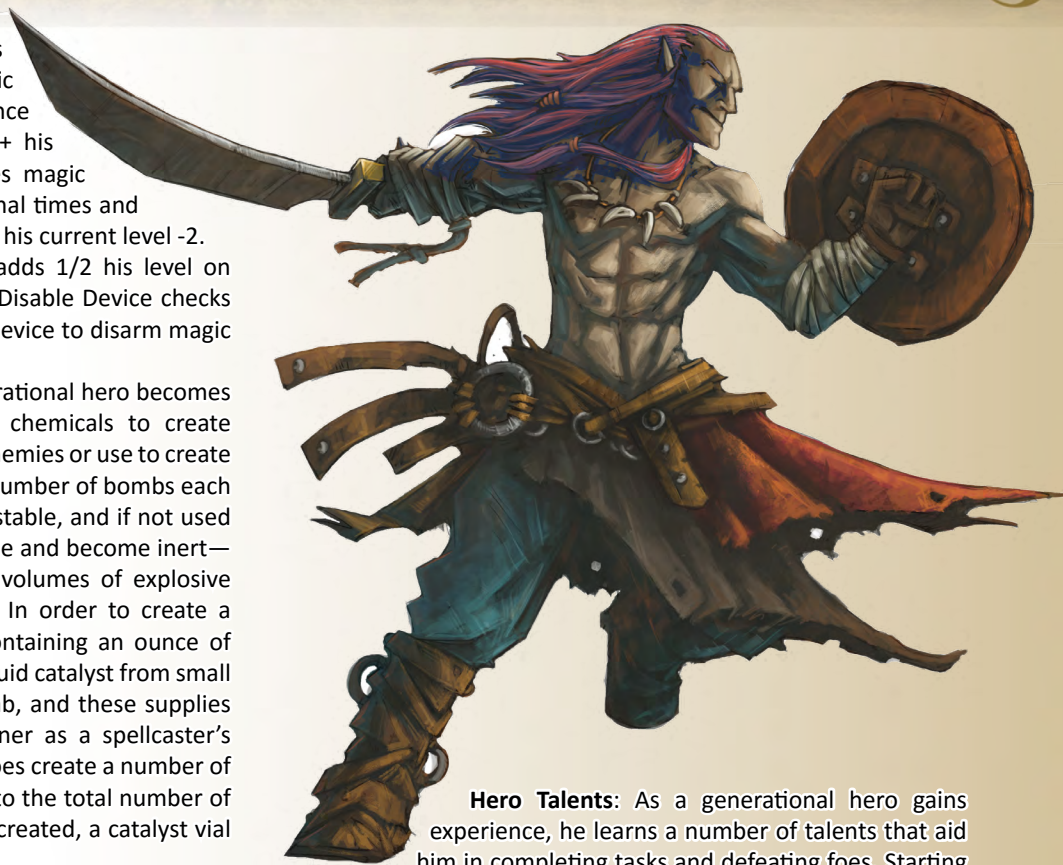 s
ic
nce
+ his
es magic
nal times and
his current level -2.
adds 1/2 his level on
Disable Device checks
evice to disarm magic
rational hero becomes
chemicals to create
nemies or use to create
umber of bombs each
stable, and if not used
e and become inert—
volumes of explosive
In order to create a
ontaining an ounce of
uid catalyst from small
ab, and these supplies
ner as a spellcaster's
oes create a number of
to the total number of
created, a catalyst vial
Hero Talents: As a generational hero gains
experience, he learns a number of talents that aid
him in completing tasks and defeating foes. Starting